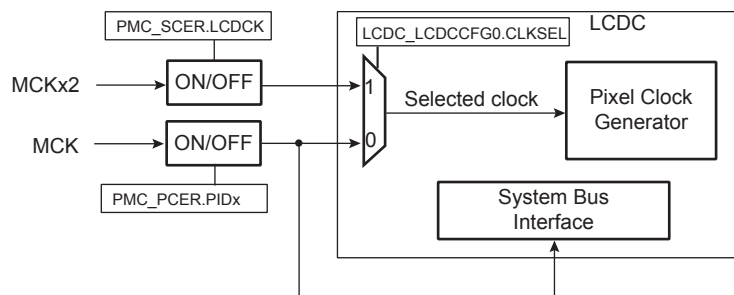 PMC_SCER.LCDCK
LCDC_LCDCCFG0.CLKSEL
LCDC
MCKx2
ON/OFF
1
Selected clock
Pixel Clock
Generator
MCK
ON/OFF
0
PMC_PCER.PIDx
System Bus
Interface